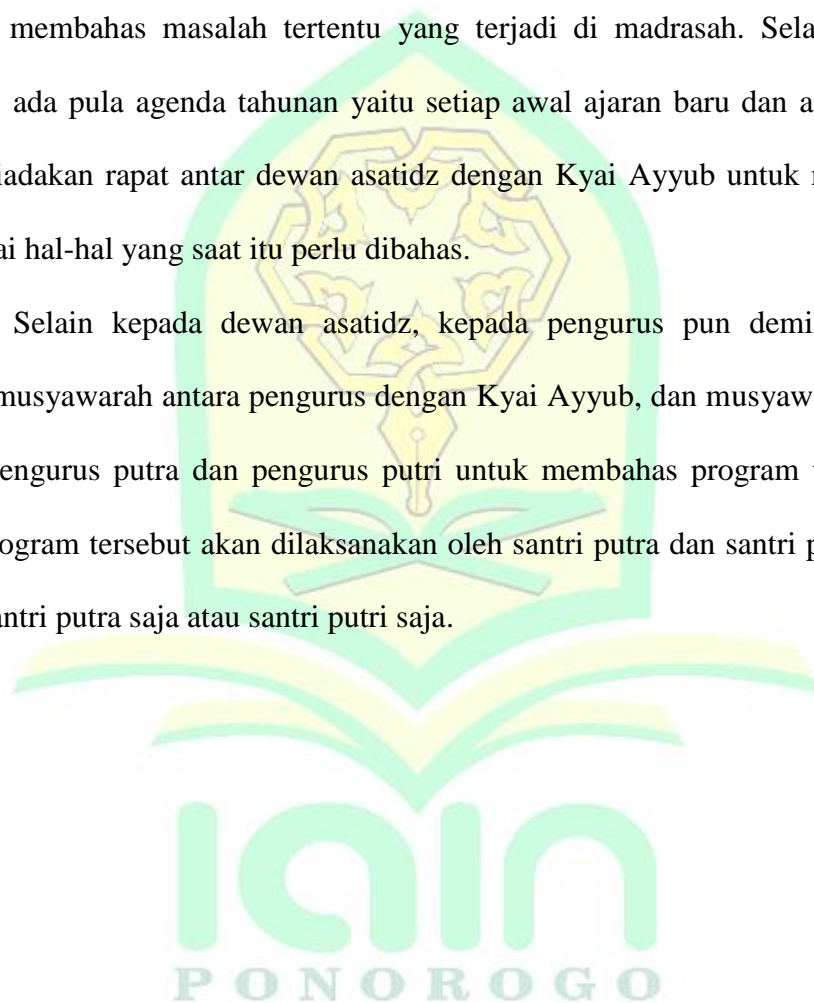 membahas masalah tertentu yang terjadi di madrasah. Sela
ada pula agenda tahunan yaitu setiap awal ajaran baru dan a
iadakan rapat antar dewan asatidz dengan Kyai Ayyub untuk
ai hal-hal yang saat itu perlu dibahas.
Selain kepada dewan asatidz, kepada pengurus pun demi
musyawarah antara pengurus dengan Kyai Ayyub, dan musyaw
engurus putra dan pengurus putri untuk membahas program
ogram tersebut akan dilaksanakan oleh santri putra dan santri p
antri putra saja atau santri putri saja.
iain
PONOROGO